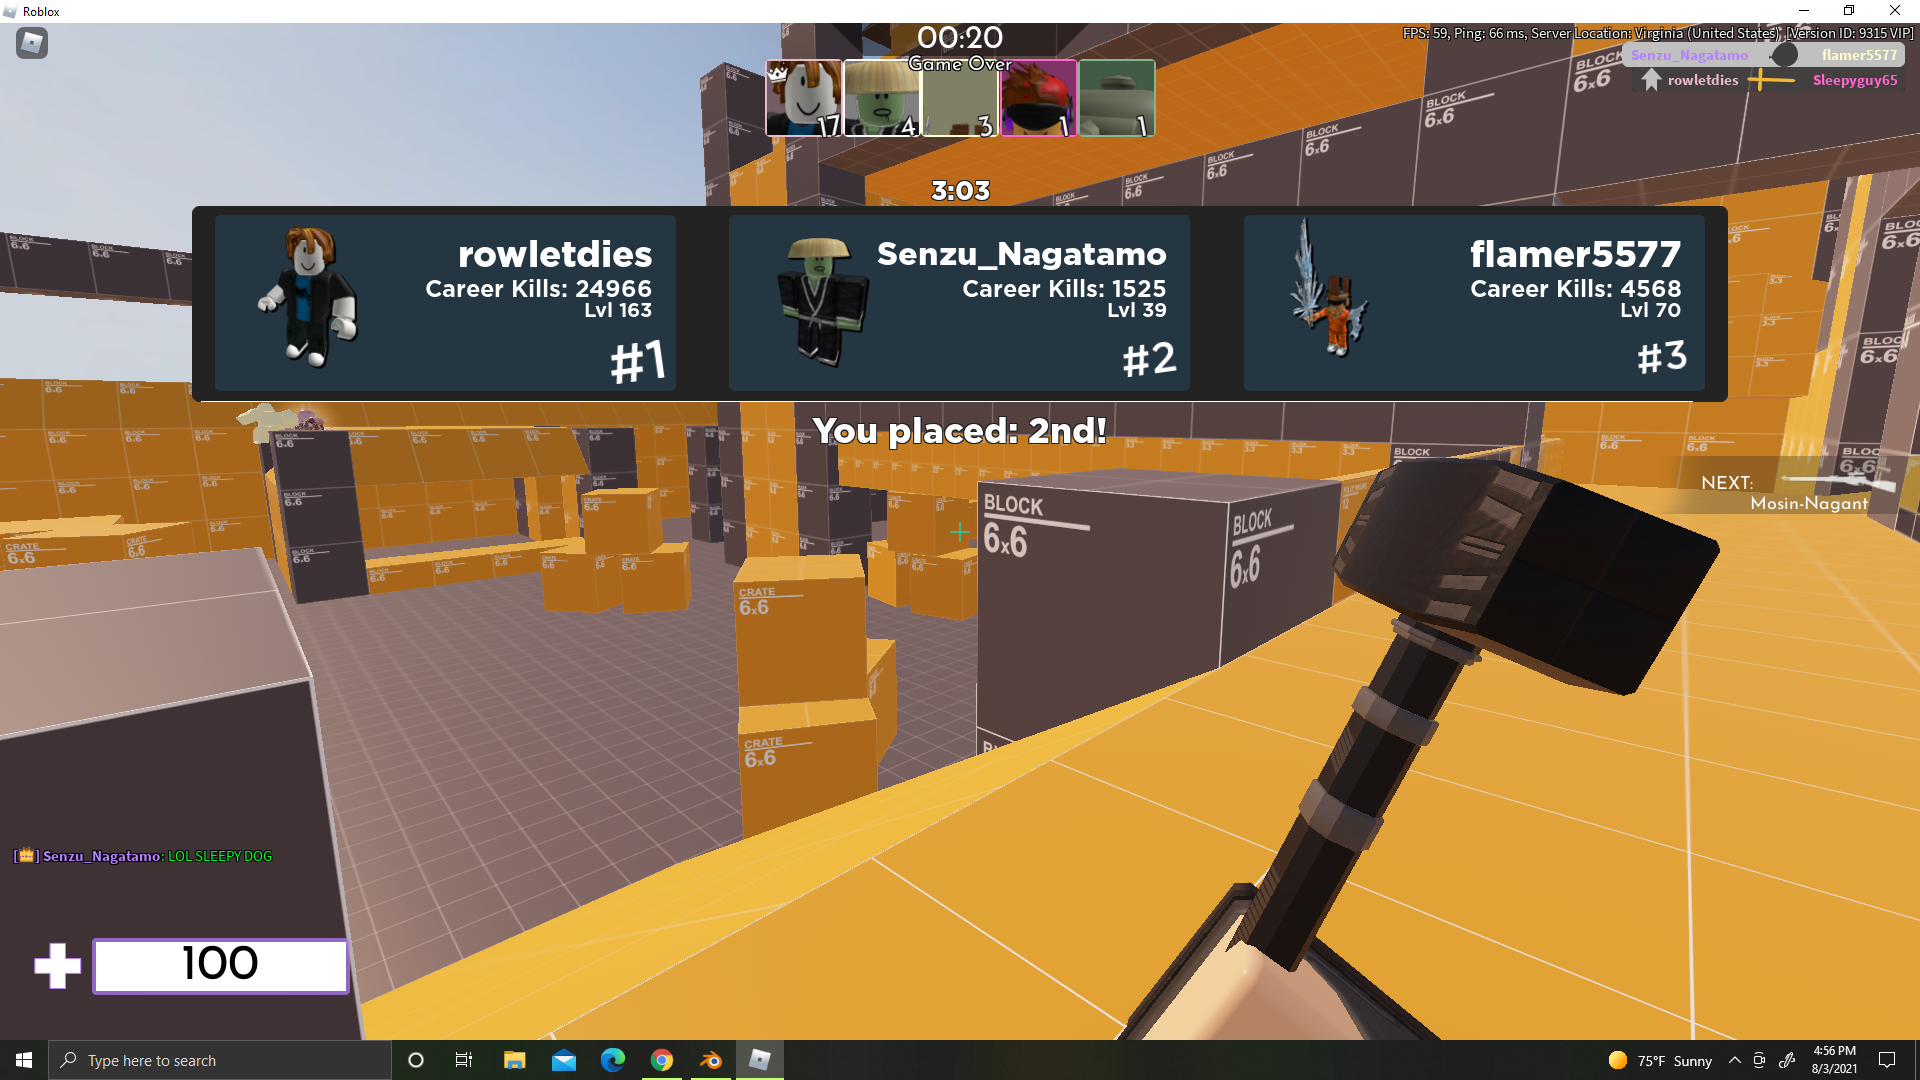 Roblox
00:20
Game Over
FPS: 59, Ping: 66 ms, Server Location: Virginia (United States) [Version ID: 9315 VIP]
Senzu_Nagatamo flamer5577
rowletdies Sleepyguy65
17 4 3 1 1
3:03
rowletdies
Career Kills: 24966
Lvl 163
#1
Senzu_Nagatamo
Career Kills: 1525
Lvl 39
#2
flamer5577
Career Kills: 4568
Lvl 70
#3
You placed: 2nd!
NEXT:
Mosin-Nagant
BLOCK
6x6
BLOCK
6x6
CRATE
6x6
CRATE
6x6
[👑] Senzu_Nagatamo: LOL SLEEPY DOG
100
Type here to search
75°F Sunny
4:56 PM
8/3/2021